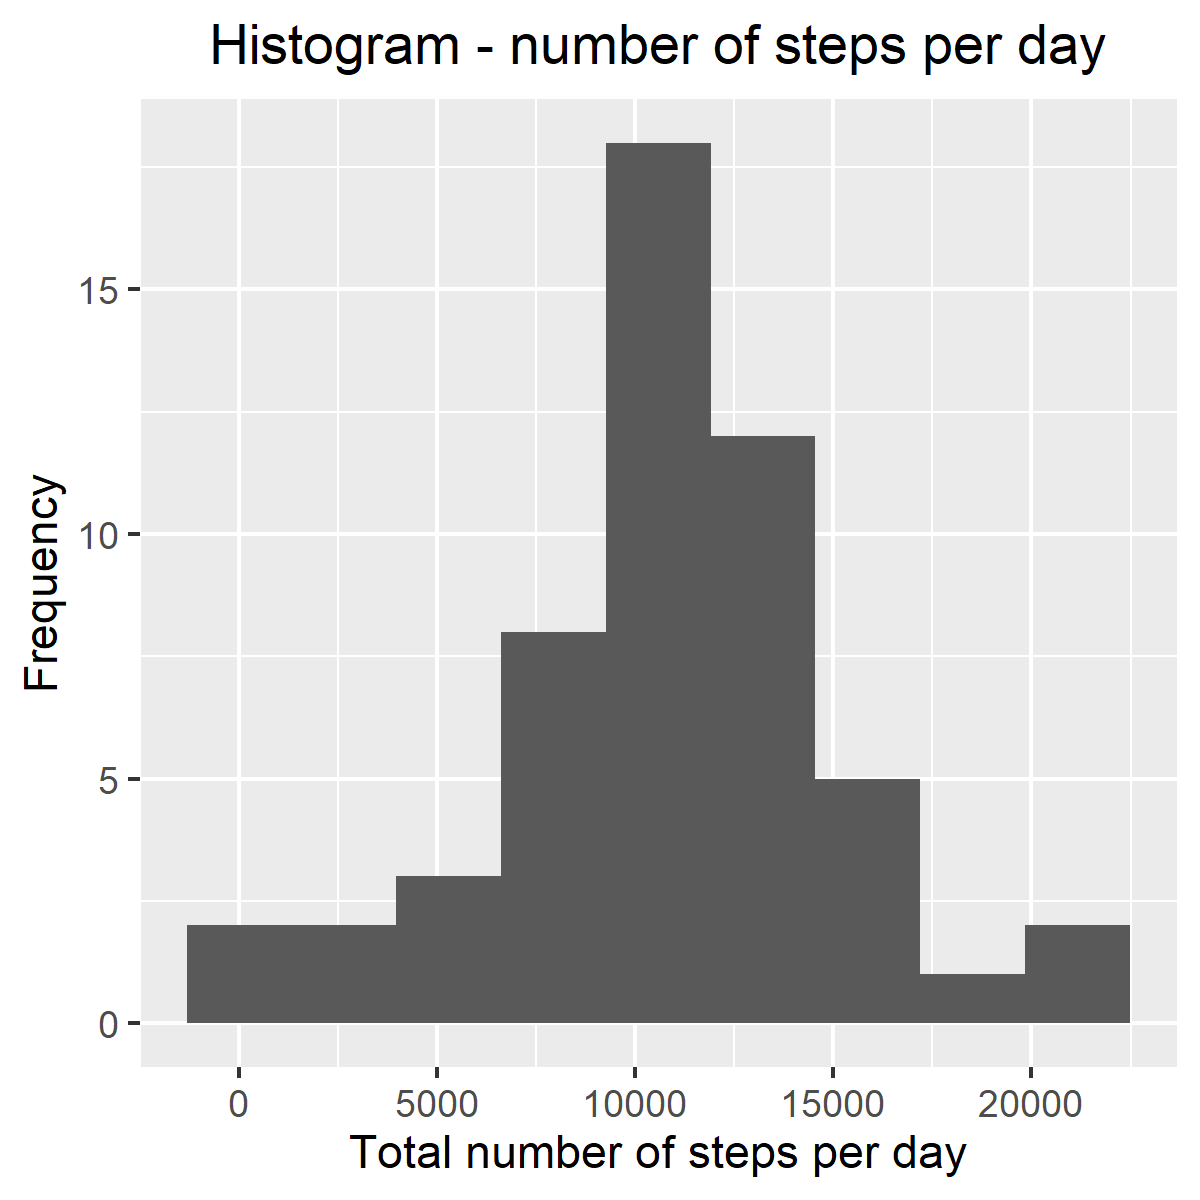 Histogram - number of steps per day
15
10
5
0
Frequency
0 5000 10000 15000 20000
Total number of steps per day